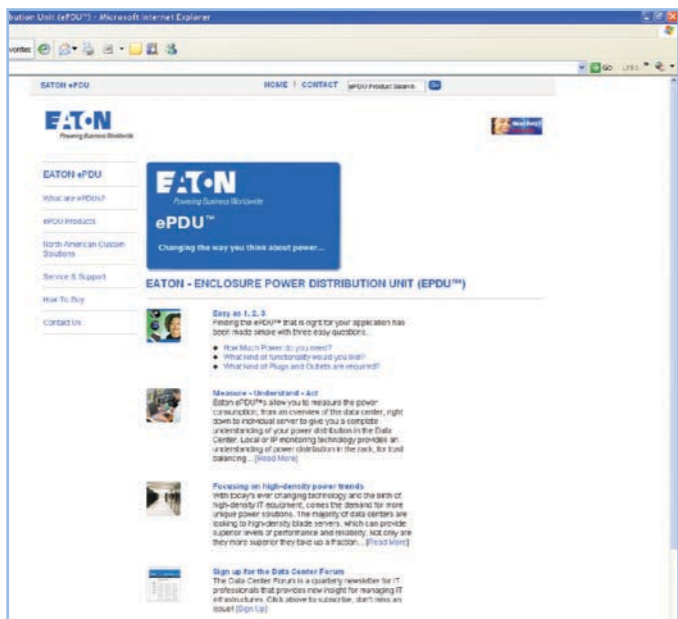 bution Unit (ePDU™) - Microsoft Internet Explorer
vorites
Go Links
EATON ePDU
HOME | CONTACT
ePDU Product Search
Go
EATON
Powering Business Worldwide
EATON ePDU
What are ePDUs?
ePDU Products
North American Custom
Solutions
Service & Support
How To Buy
Contact Us
EATON
Powering Business Worldwide
ePDU™
Changing the way you think about power...
EATON - ENCLOSURE POWER DISTRIBUTION UNIT (EPDU™)
Easy as 1, 2, 3
Finding the ePDU™ that is right for your application has
been made simple with three easy questions.
How Much Power do you need?
What kind of functionality would you like?
What kind of Plugs and Outlets are required?
Measure - Understand - Act
Eaton ePDU™s allow you to measure the power
consumption, from an overview of the data center, right
down to individual server to give you a complete
understanding of your power distribution in the Data
Center. Local or IP monitoring technology provides an
understanding of power distribution in the rack, for load
balancing... [Read More]
Focusing on high-density power trends
With today's ever changing technology and the birth of
high-density IT equipment, comes the demand for more
unique power solutions. The majority of data centers are
looking to high-density blade servers, which can provide
superior levels of performance and reliability. Not only are
they more superior they take up a fraction... [Read More]
Sign up for the Data Center Forum
The Data Center Forum is a quarterly newsletter for IT
professionals that provides new insight for managing IT
infrastructures. Click above to subscribe, don't miss an
issue! [Sign Up]